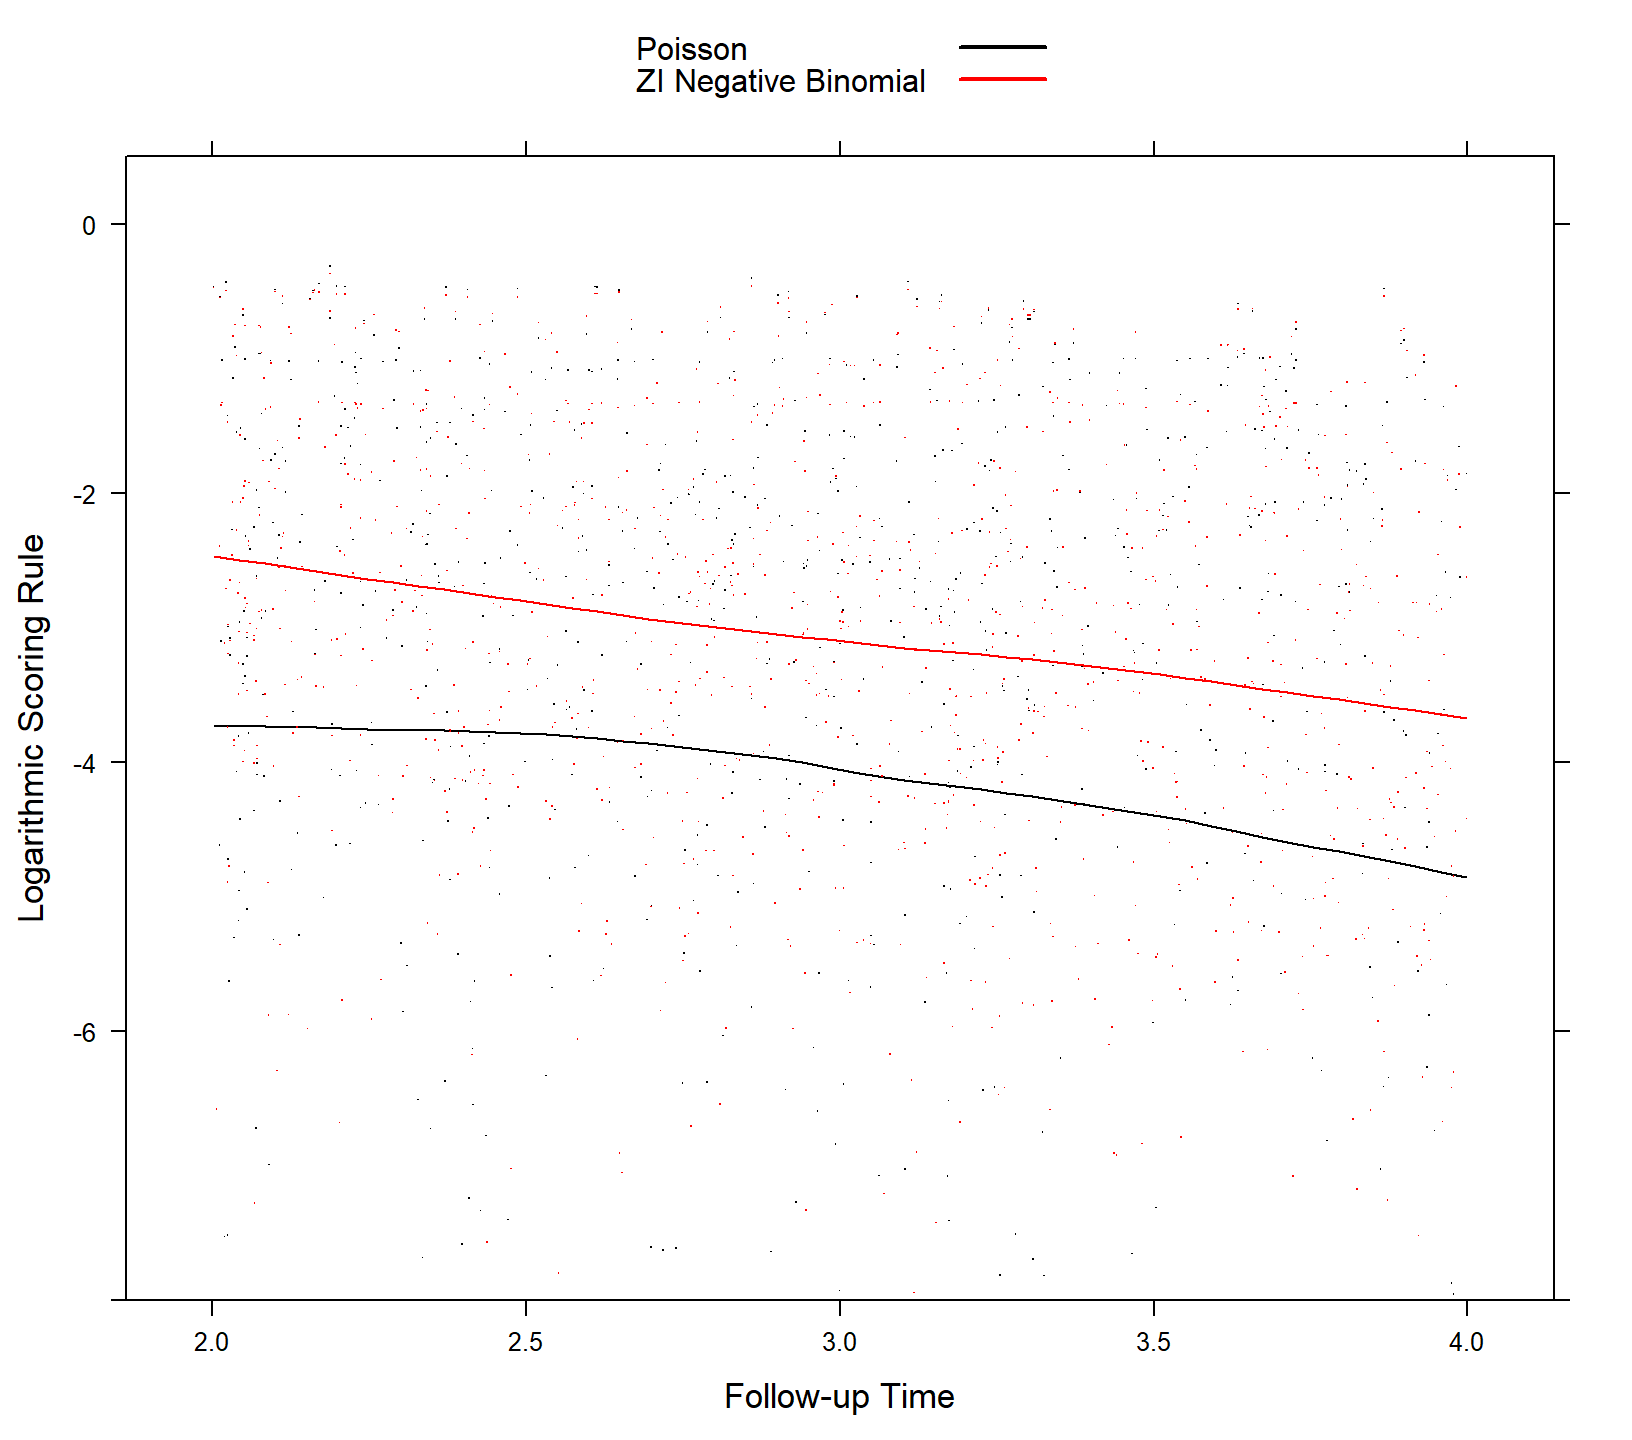 Poisson
ZI Negative Binomial
0
-2
-4
-6
Logarithmic Scoring Rule
2.0 2.5 3.0 3.5 4.0
Follow-up Time